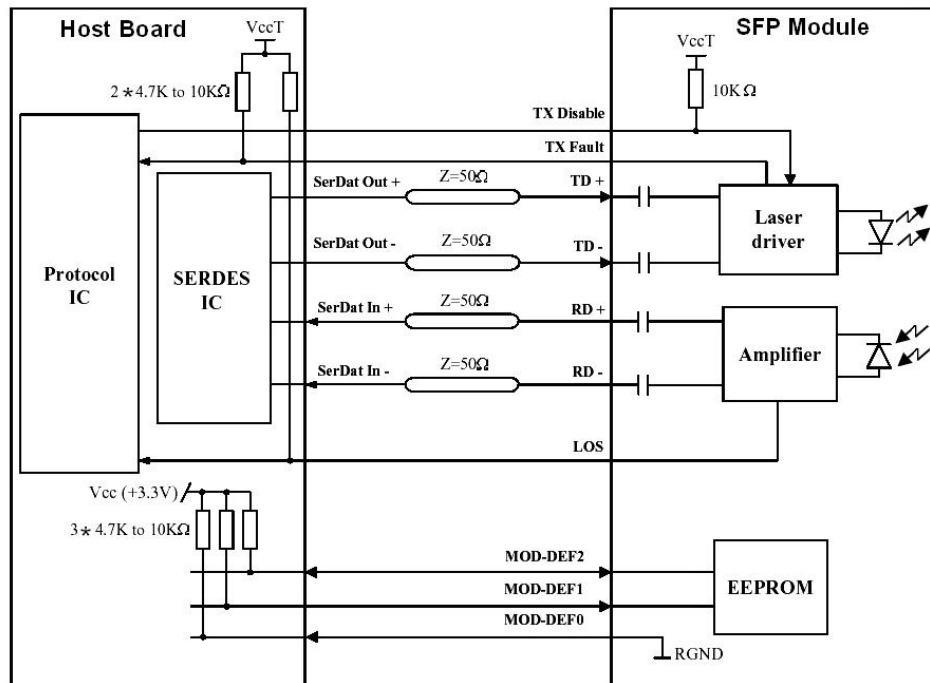 Host Board
VccT
2*4.7K to 10KΩ
SFP Module
VccT
10K Ω
TX Disable
TX Fault
SerDat Out +
Z=50Ω
TD +
SerDat Out -
Z=50Ω
TD -
Laser
driver
Protocol
IC
SERDES
IC
SerDat In +
Z=50Ω
RD +
SerDat In -
Z=50Ω
RD -
Amplifier
LOS
Vcc (+3.3V)
3* 4.7K to 10KΩ
MOD-DEF2
MOD-DEF1
MOD-DEF0
EEPROM
RGND